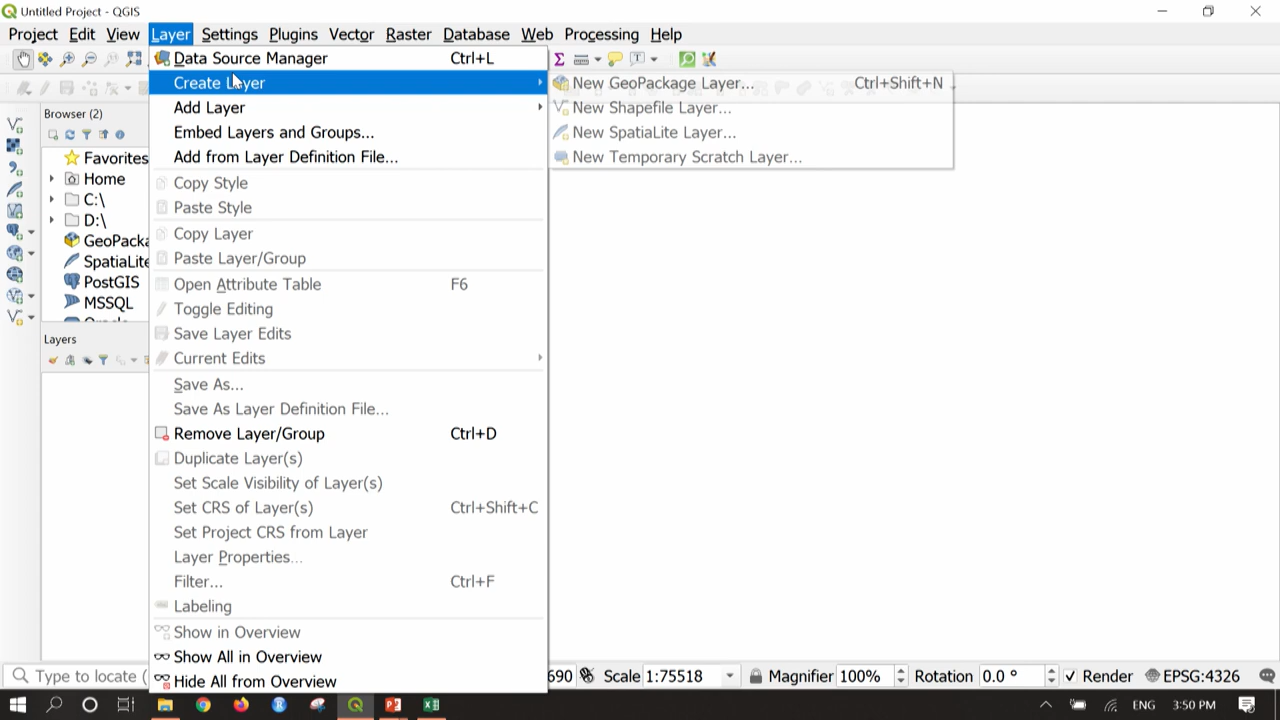 Untitled Project - QGIS
Project Edit View Layer Settings Plugins Vector Raster Database Web Processing Help
Data Source Manager Ctrl+L
Create Layer
Add Layer
Embed Layers and Groups...
Add from Layer Definition File...
Copy Style
Paste Style
Copy Layer
Paste Layer/Group
Open Attribute Table F6
Toggle Editing
Save Layer Edits
Current Edits
Save As...
Save As Layer Definition File...
Remove Layer/Group Ctrl+D
Duplicate Layer(s)
Set Scale Visibility of Layer(s)
Set CRS of Layer(s) Ctrl+Shift+C
Set Project CRS from Layer
Layer Properties...
Filter... Ctrl+F
Labeling
Show in Overview
Show All in Overview
Hide All from Overview
New GeoPackage Layer... Ctrl+Shift+N
New Shapefile Layer...
New SpatiaLite Layer...
New Temporary Scratch Layer...
Browser (2)
Favorites
Home
C:\
D:\
GeoPacka
SpatiaLite
PostGIS
MSSQL
Layers
Type to locate (
690 Scale 1:75518 Magnifier 100% Rotation 0.0 ° Render EPSG:4326
ENG 3:50 PM